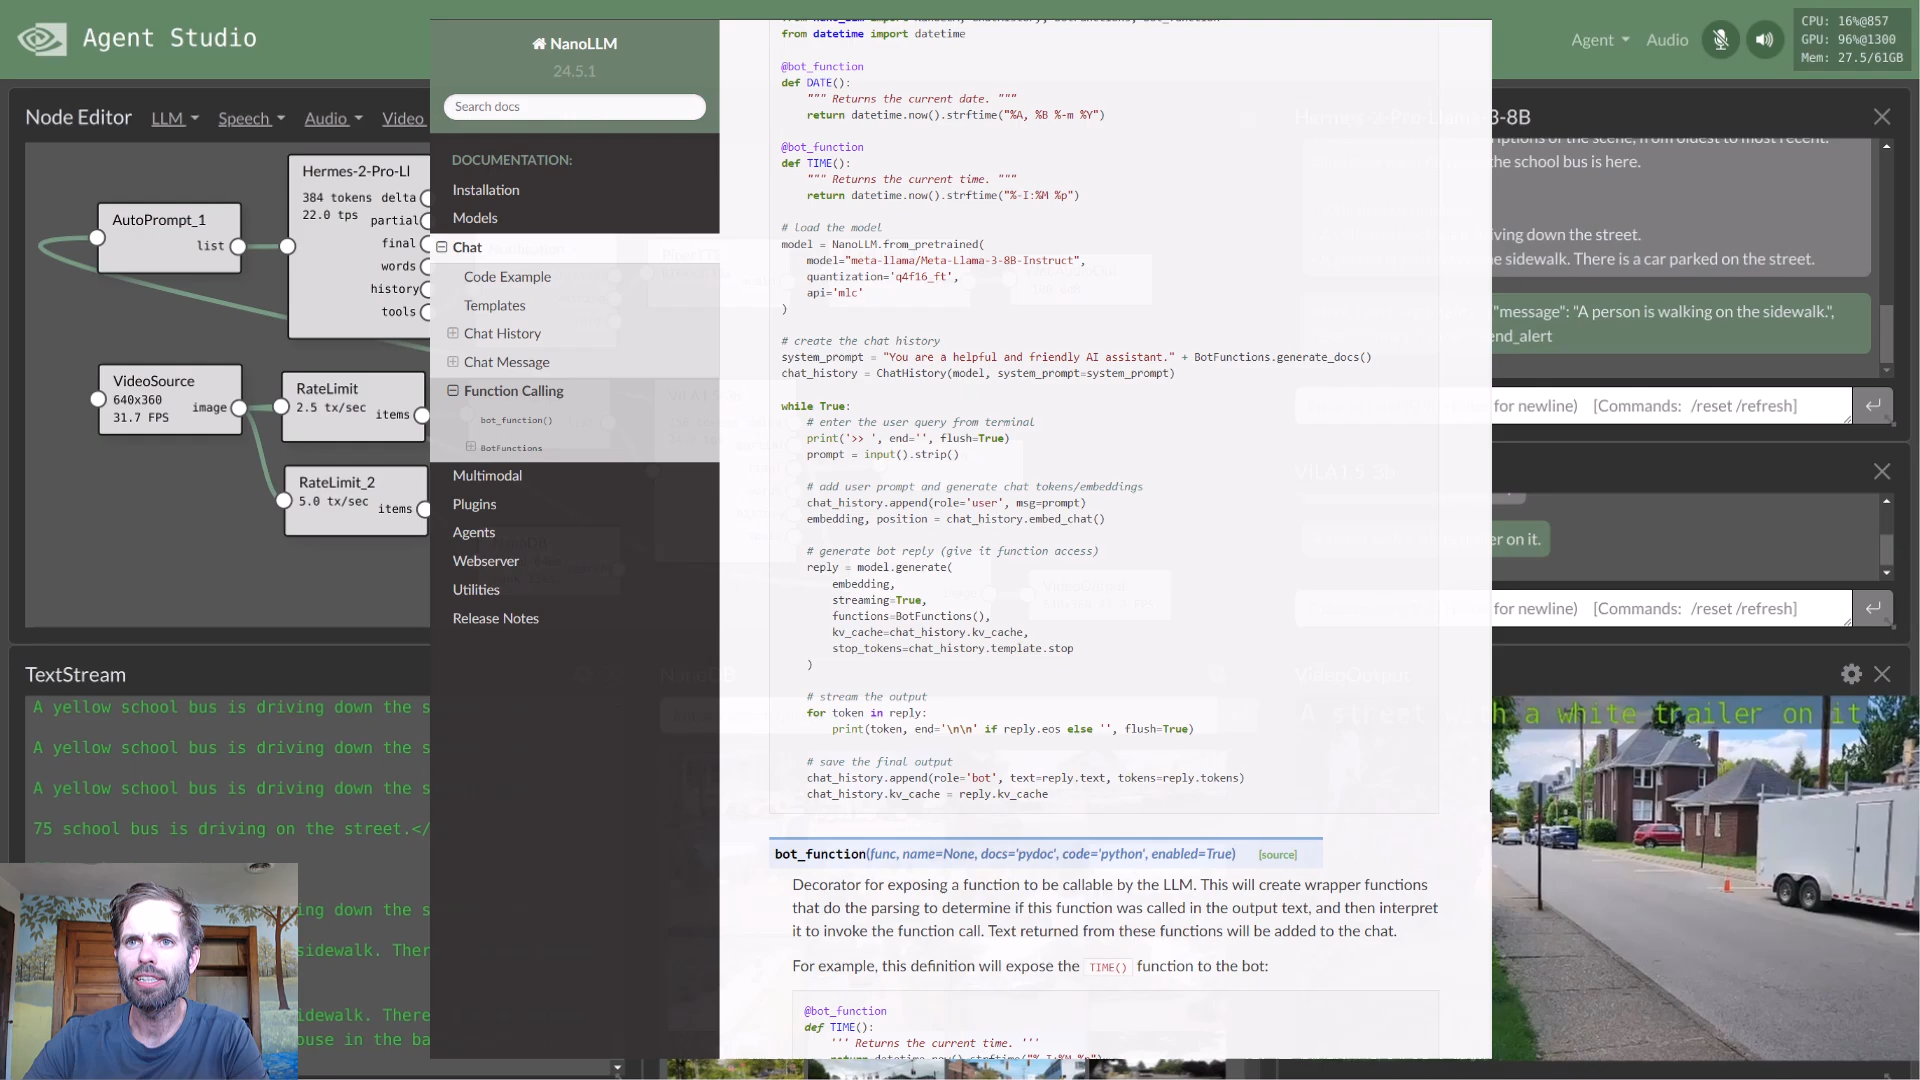 Agent Studio
Agent
Audio
CPU: 16%@857
GPU: 96%@1300
Mem: 27.5/61GB
Node Editor
LLM
Speech
Audio
Video
AutoPrompt_1
list
Hermes-2-Pro-Ll
384 tokens
22.0 tps
delta
partial
final
words
history
tools
VideoSource
640x360
31.7 FPS
image
RateLimit
2.5 tx/sec
items
RateLimit_2
5.0 tx/sec
items
TextStream
A yellow school bus is driving down the s
A yellow school bus is driving down the s
A yellow school bus is driving down the s
75 school bus is driving on the street.</
ing down the s
sidewalk. Ther
idewalk. There
ouse in the ba
NanoLLM
24.5.1
Search docs
DOCUMENTATION:
Installation
Models
Chat
Code Example
Templates
Chat History
Chat Message
Function Calling
bot_function()
BotFunctions
Multimodal
Plugins
Agents
Webserver
Utilities
Release Notes
from datetime import datetime
@bot_function
def DATE():
""" Returns the current date. """
return datetime.now().strftime("%A, %B %-m %Y")
@bot_function
def TIME():
""" Returns the current time. """
return datetime.now().strftime("%-I:%M %p")
# load the model
model = NanoLLM.from_pretrained(
model="meta-llama/Meta-Llama-3-8B-Instruct",
quantization='q4f16_ft',
api='mlc'
)
# create the chat history
system_prompt = "You are a helpful and friendly AI assistant." + BotFunctions.generate_docs()
chat_history = ChatHistory(model, system_prompt=system_prompt)
while True:
# enter the user query from terminal
print('>> ', end='', flush=True)
prompt = input().strip()
# add user prompt and generate chat tokens/embeddings
chat_history.append(role='user', msg=prompt)
embedding, position = chat_history.embed_chat()
# generate bot reply (give it function access)
reply = model.generate(
embedding,
streaming=True,
functions=BotFunctions(),
kv_cache=chat_history.kv_cache,
stop_tokens=chat_history.template.stop
)
# stream the output
for token in reply:
print(token, end='\n\n' if reply.eos else '', flush=True)
# save the final output
chat_history.append(role='bot', text=reply.text, tokens=reply.tokens)
chat_history.kv_cache = reply.kv_cache
bot_function(func, name=None, docs='pydoc', code='python', enabled=True) [source]
Decorator for exposing a function to be callable by the LLM. This will create wrapper functions
that do the parsing to determine if this function was called in the output text, and then interpret
it to invoke the function call. Text returned from these functions will be added to the chat.
For example, this definition will expose the TIME() function to the bot:
@bot_function
def TIME():
''' Returns the current time. '''
return datetime.now().strftime("%-I:%M %p")
Hermes-2-Pro-Llama-3-8B
the school bus is here.
iving down the street.
e sidewalk. There is a car parked on the street.
"message": "A person is walking on the sidewalk.",
end_alert
for newline) [Commands: /reset /refresh]
VILA1.5-3b
er on it.
for newline) [Commands: /reset /refresh]
NanoDB
VideoOutput
A street with a white trailer on it